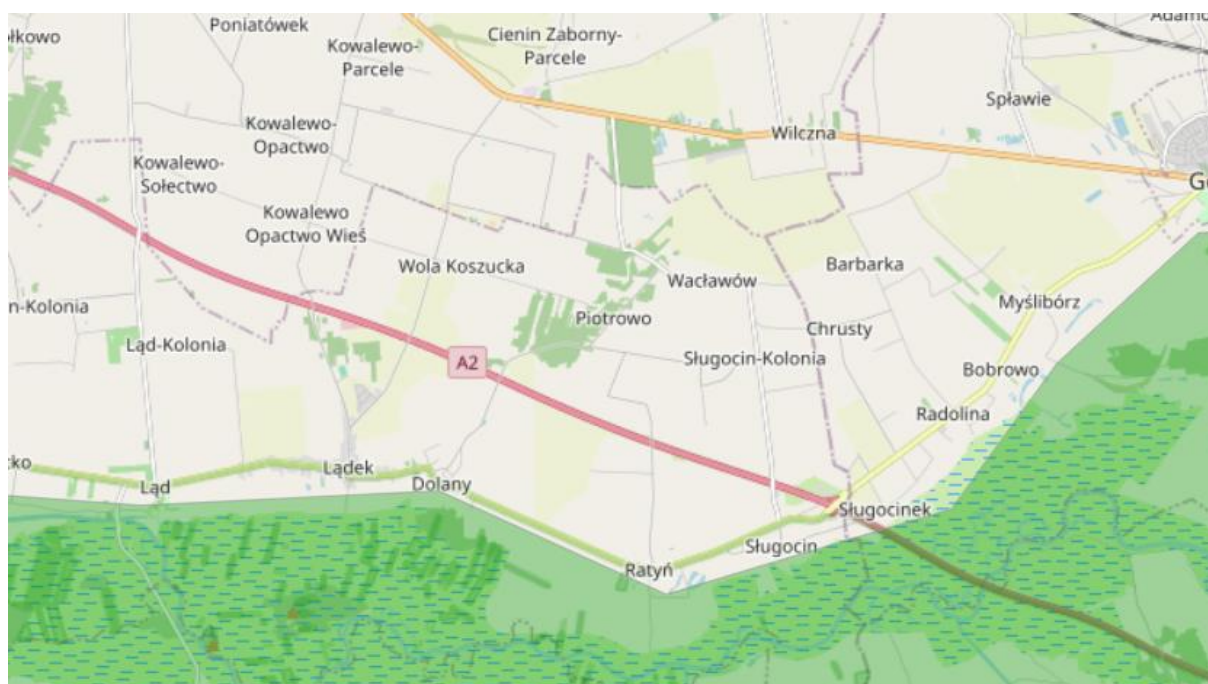 Poniatówek
Cienin Zaborny-
Parcele
Kowalewo-
Parcele
Spławie
Kowalewo-
Opactwo
Wilczna
Kowalewo-
Sołectwo
Kowalewo
Opactwo Wieś
Wola Koszucka
Barbarka
Wacławów
Myślibórz
n-Kolonia
Piotrowo
Chrusty
Ląd-Kolonia
Sługocin-Kolonia
A2
Bobrowo
Radolina
Lądek
Dolany
Ląd
Sługocinek
Sługocin
Ratyń